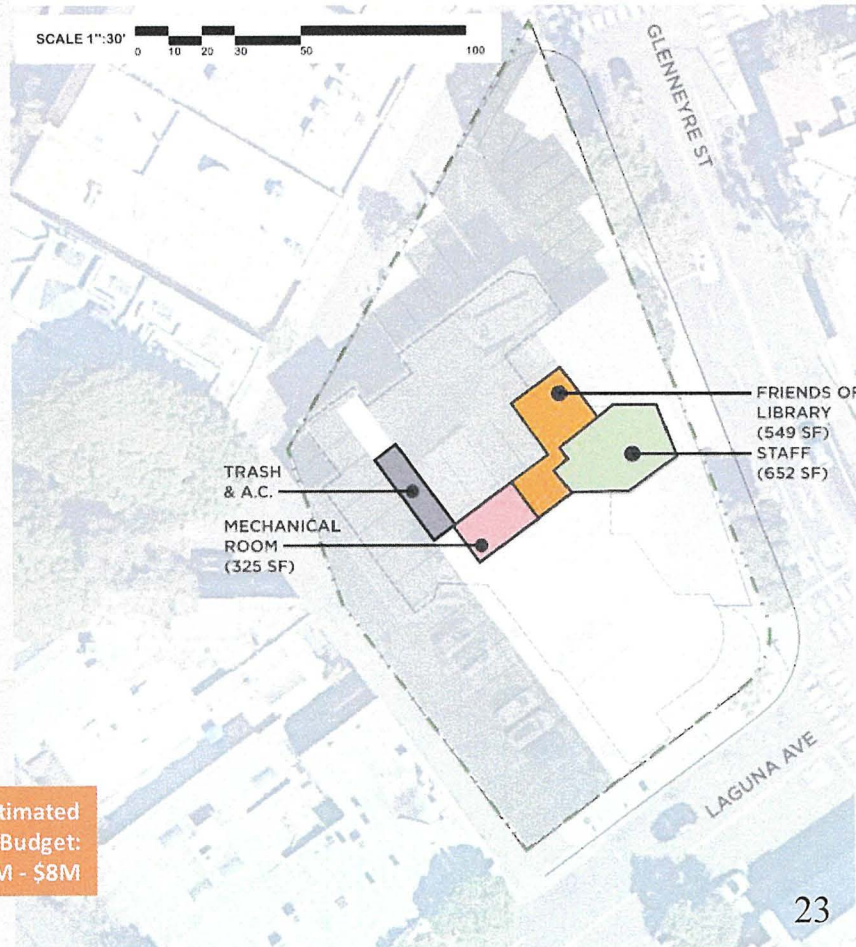 SCALE 1":30'
0 10 20 30 50 100
GLENNEYRE ST
FRIENDS OF
LIBRARY
(549 SF)
STAFF
(652 SF)
TRASH
& A.C.
MECHANICAL
ROOM
(325 SF)
LAGUNA AVE
timated
Budget:
M - $8M
23